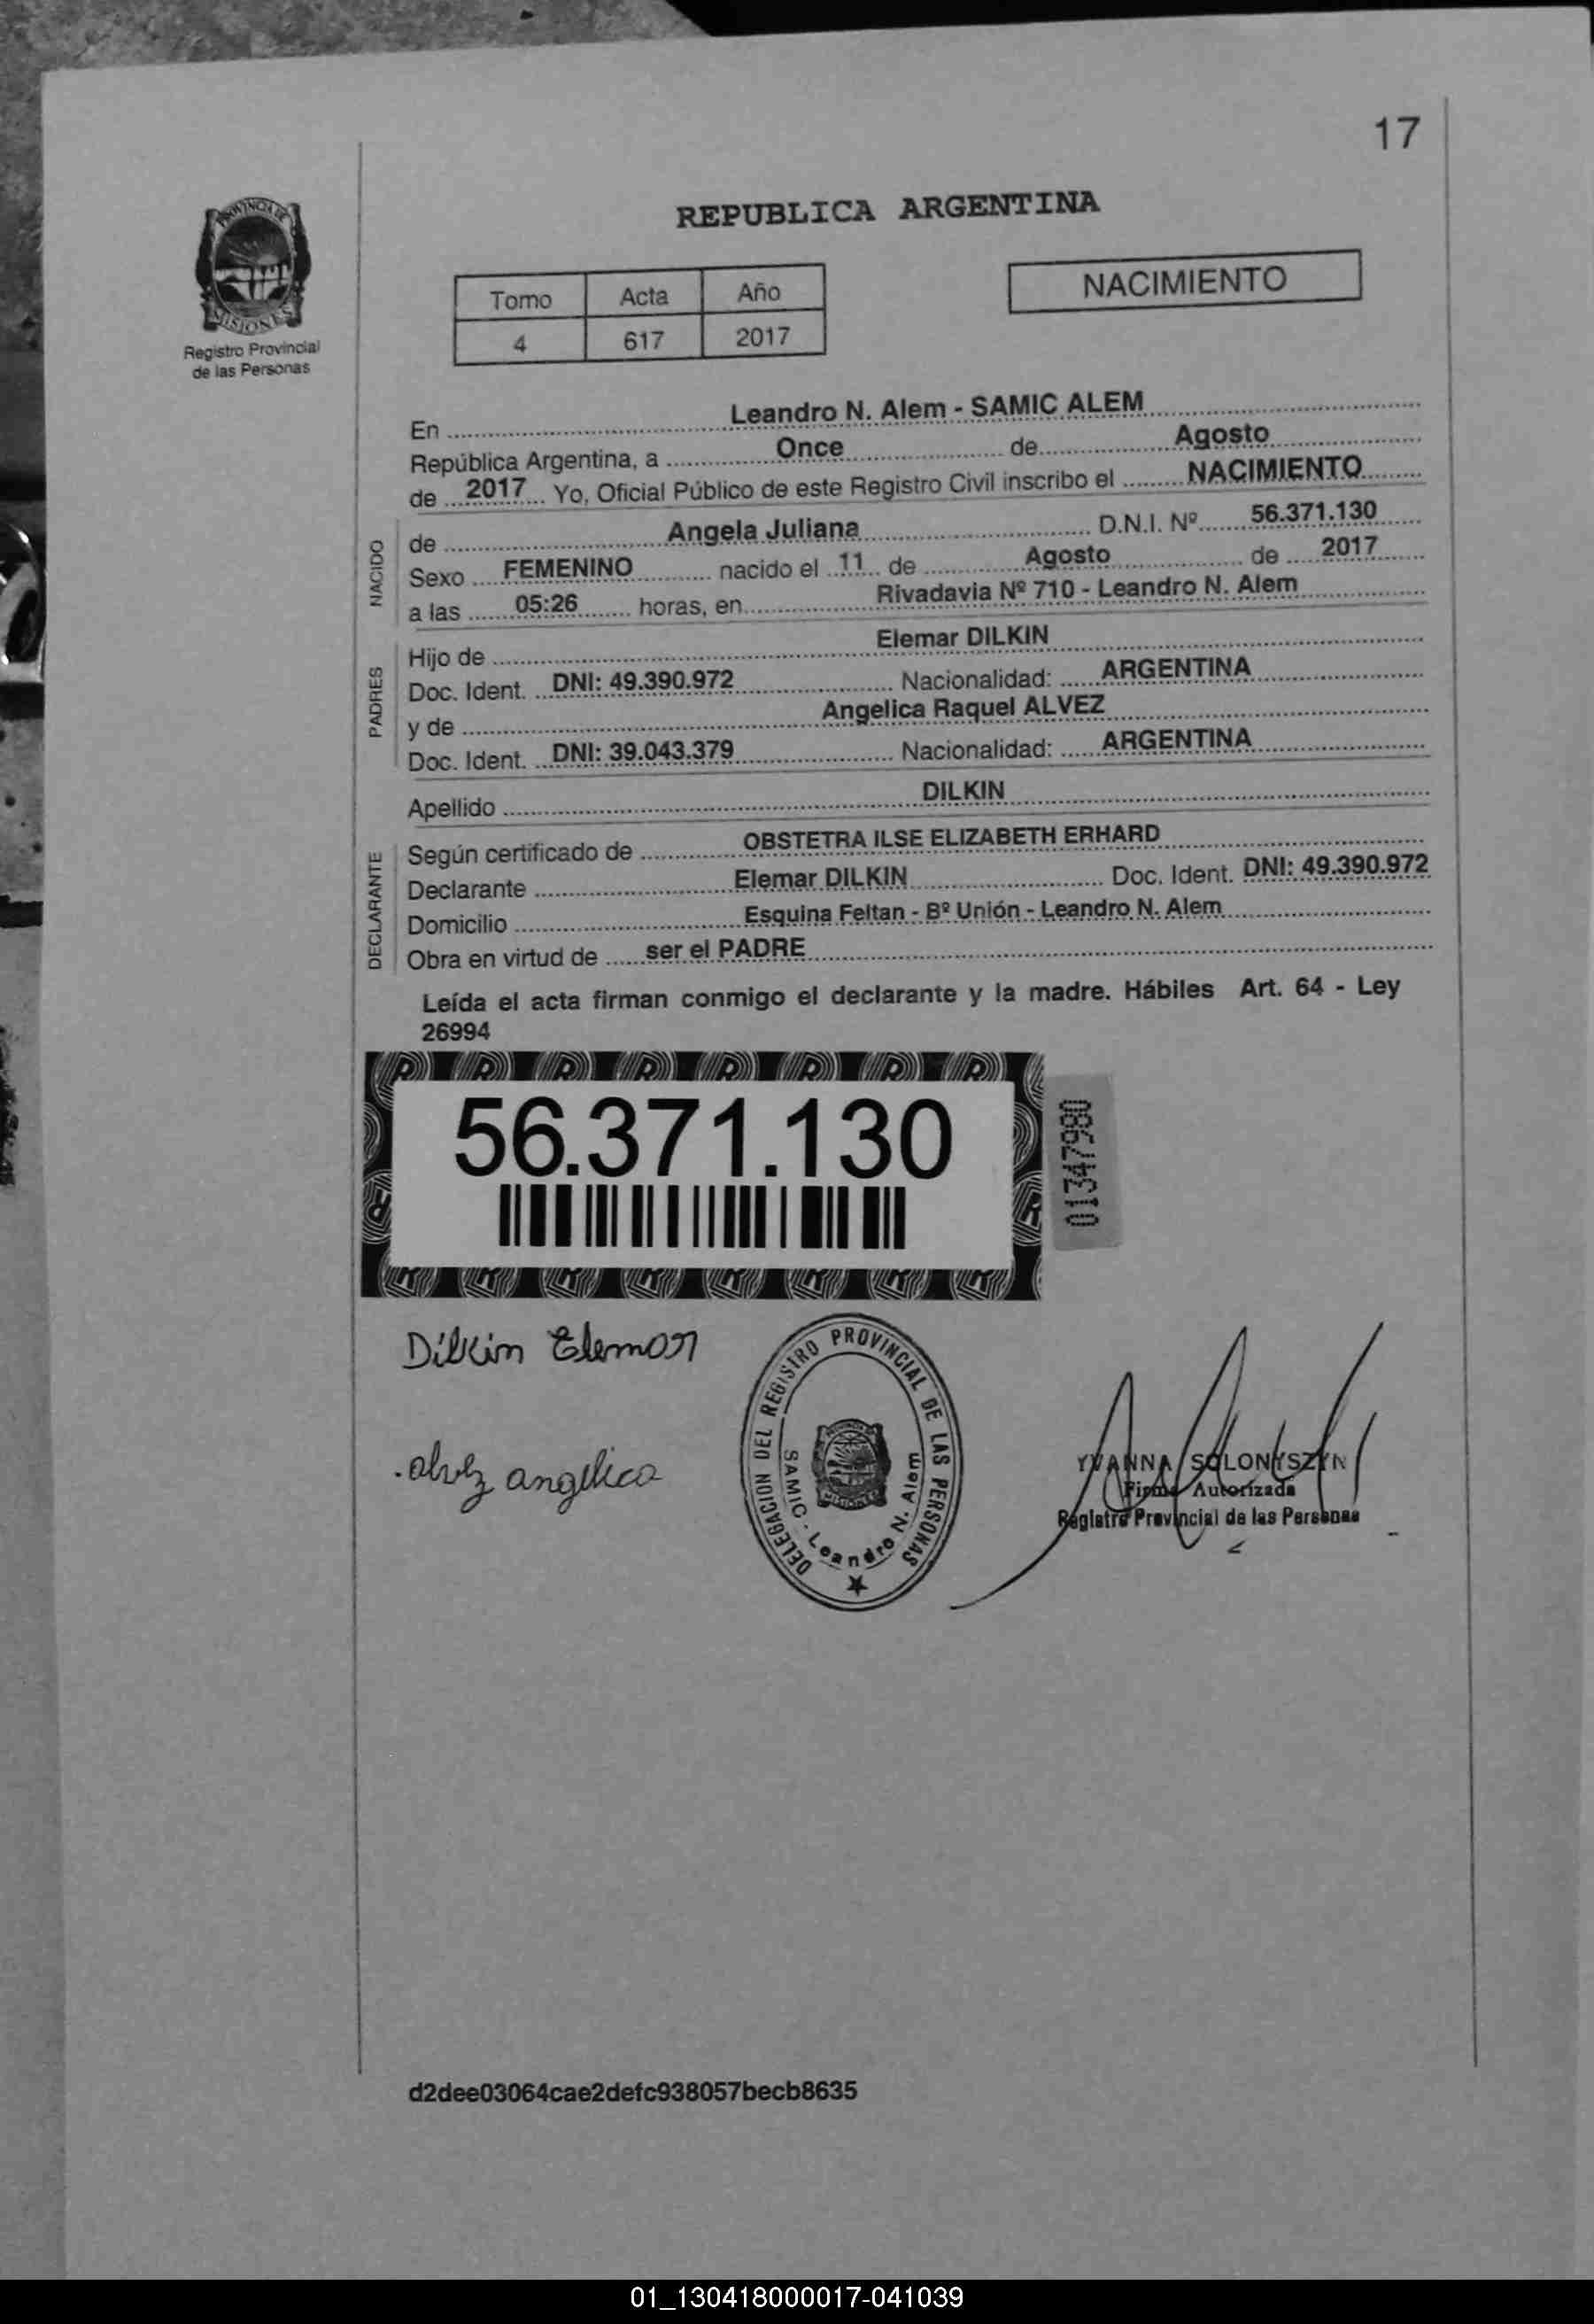 17
PROVINCIA DE
MISIONES
Registro Provincial
de las Personas
REPUBLICA ARGENTINA
Tomo Acta Año
4 617 2017
NACIMIENTO
En Leandro N. Alem - SAMIC ALEM
República Argentina, a Once de Agosto
de 2017 Yo, Oficial Público de este Registro Civil inscribo el NACIMIENTO
NACIDO
de Angela Juliana D.N.I. Nº 56.371.130
Sexo FEMENINO nacido el 11 de Agosto de 2017
a las 05:26 horas, en Rivadavia Nº 710 - Leandro N. Alem
PADRES
Hijo de Elemar DILKIN
Doc. Ident. DNI: 49.390.972 Nacionalidad: ARGENTINA
y de Angelica Raquel ALVEZ
Doc. Ident. DNI: 39.043.379 Nacionalidad: ARGENTINA
Apellido DILKIN
DECLARANTE
Según certificado de OBSTETRA ILSE ELIZABETH ERHARD
Declarante Elemar DILKIN Doc. Ident. DNI: 49.390.972
Domicilio Esquina Feltan - Bº Unión - Leandro N. Alem
Obra en virtud de ser el PADRE
Leída el acta firman conmigo el declarante y la madre. Hábiles Art. 64 - Ley
26994
56.371.130
01347980
Dilkin Elemar
alvez angelica
DELEGACION DEL REGISTRO PROVINCIAL DE LAS PERSONAS
SAMIC - Leandro N. Alem
YVANNA SOLONYSZYN
Firma Autorizada
Registro Provincial de las Personas
d2dee03064cae2defc938057becb8635
01_130418000017-041039